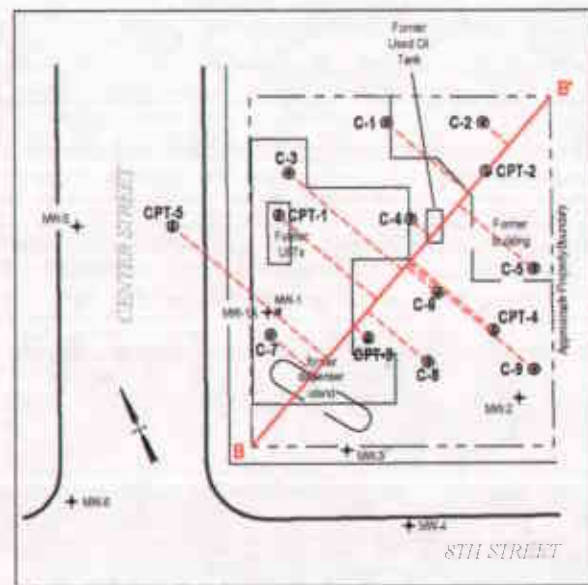 Former
Used Oil
Tank
B'
C-1
C-2
C-3
CPT-2
MW-5
CPT-5
CPT-1
Former
USTs
C-4
Former
Building
Approximate Property Boundary
CENTER STREET
C-5
MW-1
MW-1A
C-6
CPT-4
C-7
CPT-3
C-8
C-9
Former
Dispenser
Island
MW-2
B
MW-3
MW-6
MW-4
8TH STREET